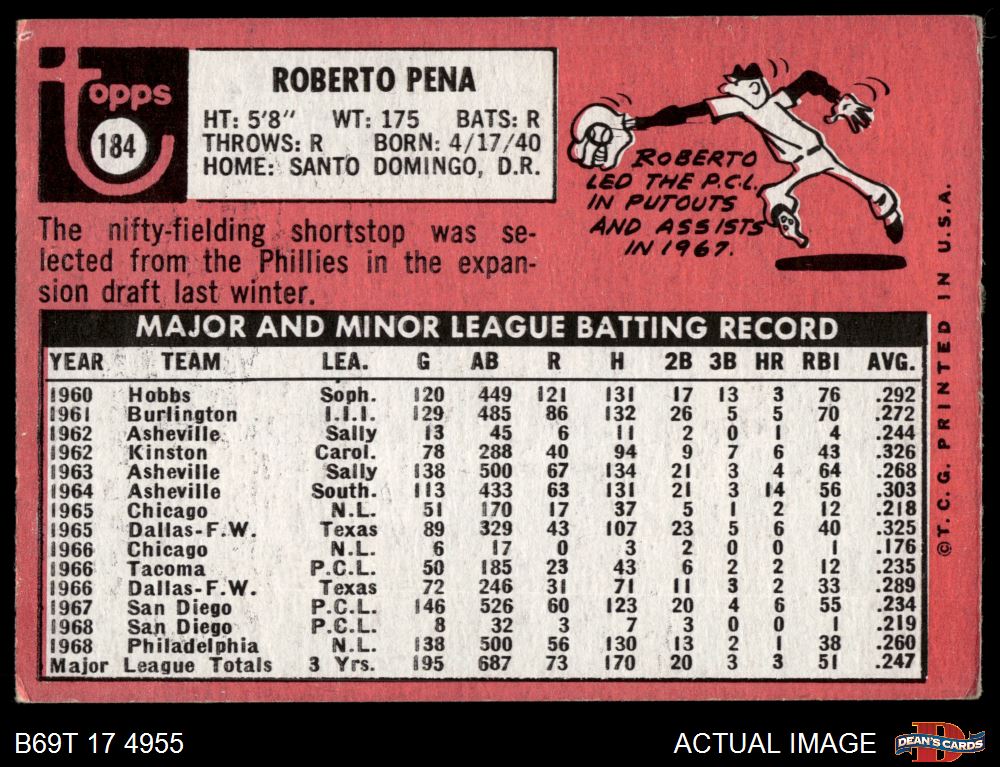 Topps
184
ROBERTO PENA
HT: 5'8" WT: 175 BATS: R
THROWS: R BORN: 4/17/40
HOME: SANTO DOMINGO, D.R.
ROBERTO
LED THE P.C.L.
IN PUTOUTS
AND ASSISTS
IN 1967.
The nifty-fielding shortstop was se-
lected from the Phillies in the expan-
sion draft last winter.
MAJOR AND MINOR LEAGUE BATTING RECORD
YEAR TEAM LEA. G AB R H 2B 3B HR RBI AVG.
1960 Hobbs Soph. 120 449 121 131 17 13 3 76 .292
1961 Burlington I.I.I. 129 485 86 132 26 5 5 70 .272
1962 Asheville Sally 13 45 6 11 2 0 1 4 .244
1962 Kinston Carol. 78 288 40 94 9 7 6 43 .326
1963 Asheville Sally 138 500 67 134 21 3 4 64 .268
1964 Asheville South. 113 433 63 131 21 3 14 56 .303
1965 Chicago N.L. 51 170 17 37 5 1 2 12 .218
1965 Dallas-F.W. Texas 89 329 43 107 23 5 6 40 .325
1966 Chicago N.L. 6 17 0 3 2 0 0 1 .176
1966 Tacoma P.C.L. 50 185 23 43 6 2 2 12 .235
1966 Dallas-F.W. Texas 72 246 31 71 11 3 2 33 .289
1967 San Diego P.C.L. 146 526 60 123 20 4 6 55 .234
1968 San Diego P.C.L. 8 32 3 7 3 0 0 1 .219
1968 Philadelphia N.L. 138 500 56 130 13 2 1 38 .260
Major League Totals 3 Yrs. 195 687 73 170 20 3 3 51 .247
©T.C.G. PRINTED IN U.S.A.
B69T 17 4955
ACTUAL IMAGE
DEAN'S CARDS